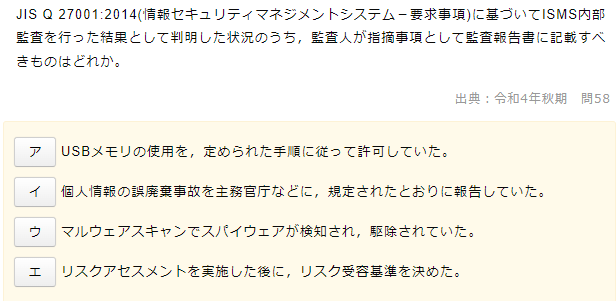 JIS Q 27001:2014(情報セキュリティマネジメントシステム－要求事項)に基づいてISMS内部
監査を行った結果として判明した状況のうち，監査人が指摘事項として監査報告書に記載すべ
きものはどれか。
出典：令和4年秋期　問58
ア　USBメモリの使用を，定められた手順に従って許可していた。
イ　個人情報の誤廃棄事故を主務官庁などに，規定されたとおりに報告していた。
ウ　マルウェアスキャンでスパイウェアが検知され，駆除されていた。
エ　リスクアセスメントを実施した後に，リスク受容基準を決めた。